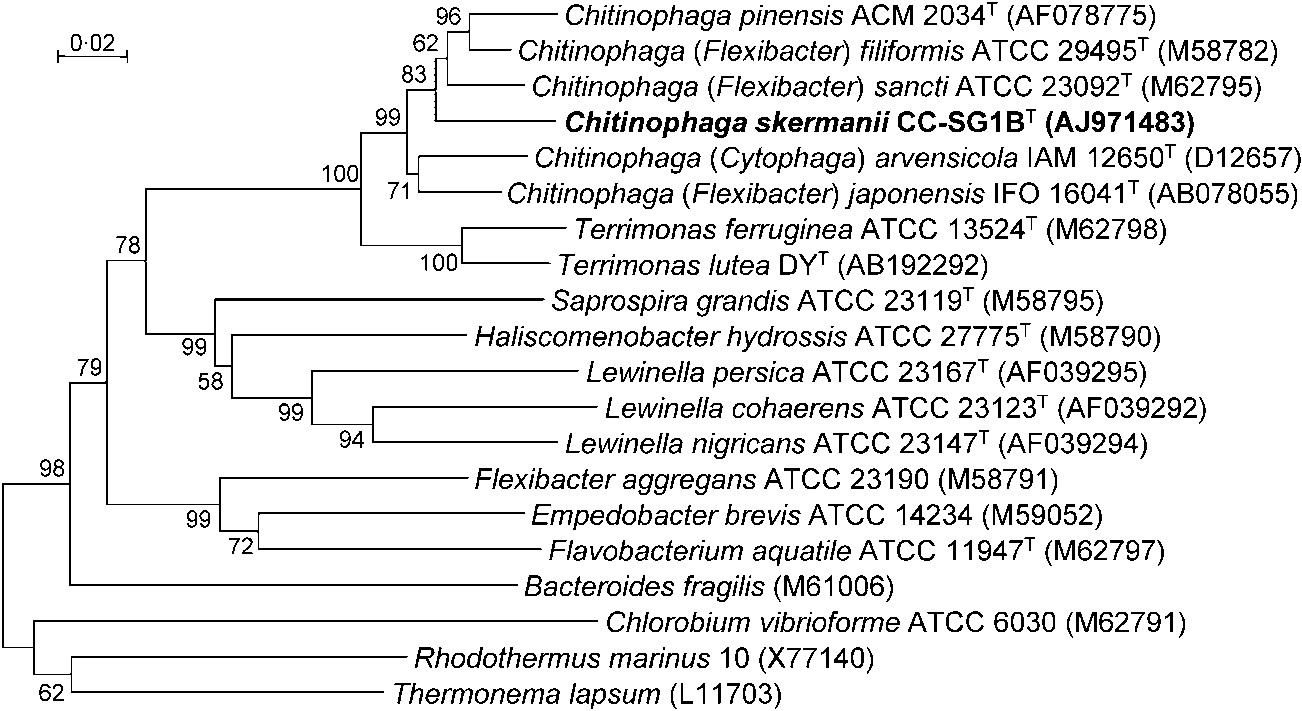 0·02
96
Chitinophaga pinensis ACM 2034T (AF078775)
62
Chitinophaga (Flexibacter) filiformis ATCC 29495T (M58782)
83
Chitinophaga (Flexibacter) sancti ATCC 23092T (M62795)
99
Chitinophaga skermanii CC-SG1BT (AJ971483)
Chitinophaga (Cytophaga) arvensicola IAM 12650T (D12657)
100
71
Chitinophaga (Flexibacter) japonensis IFO 16041T (AB078055)
Terrimonas ferruginea ATCC 13524T (M62798)
78
100
Terrimonas lutea DYT (AB192292)
Saprospira grandis ATCC 23119T (M58795)
99
Haliscomenobacter hydrossis ATCC 27775T (M58790)
79
58
Lewinella persica ATCC 23167T (AF039295)
99
Lewinella cohaerens ATCC 23123T (AF039292)
94
Lewinella nigricans ATCC 23147T (AF039294)
98
Flexibacter aggregans ATCC 23190 (M58791)
99
Empedobacter brevis ATCC 14234 (M59052)
72
Flavobacterium aquatile ATCC 11947T (M62797)
Bacteroides fragilis (M61006)
Chlorobium vibrioforme ATCC 6030 (M62791)
Rhodothermus marinus 10 (X77140)
62
Thermonema lapsum (L11703)